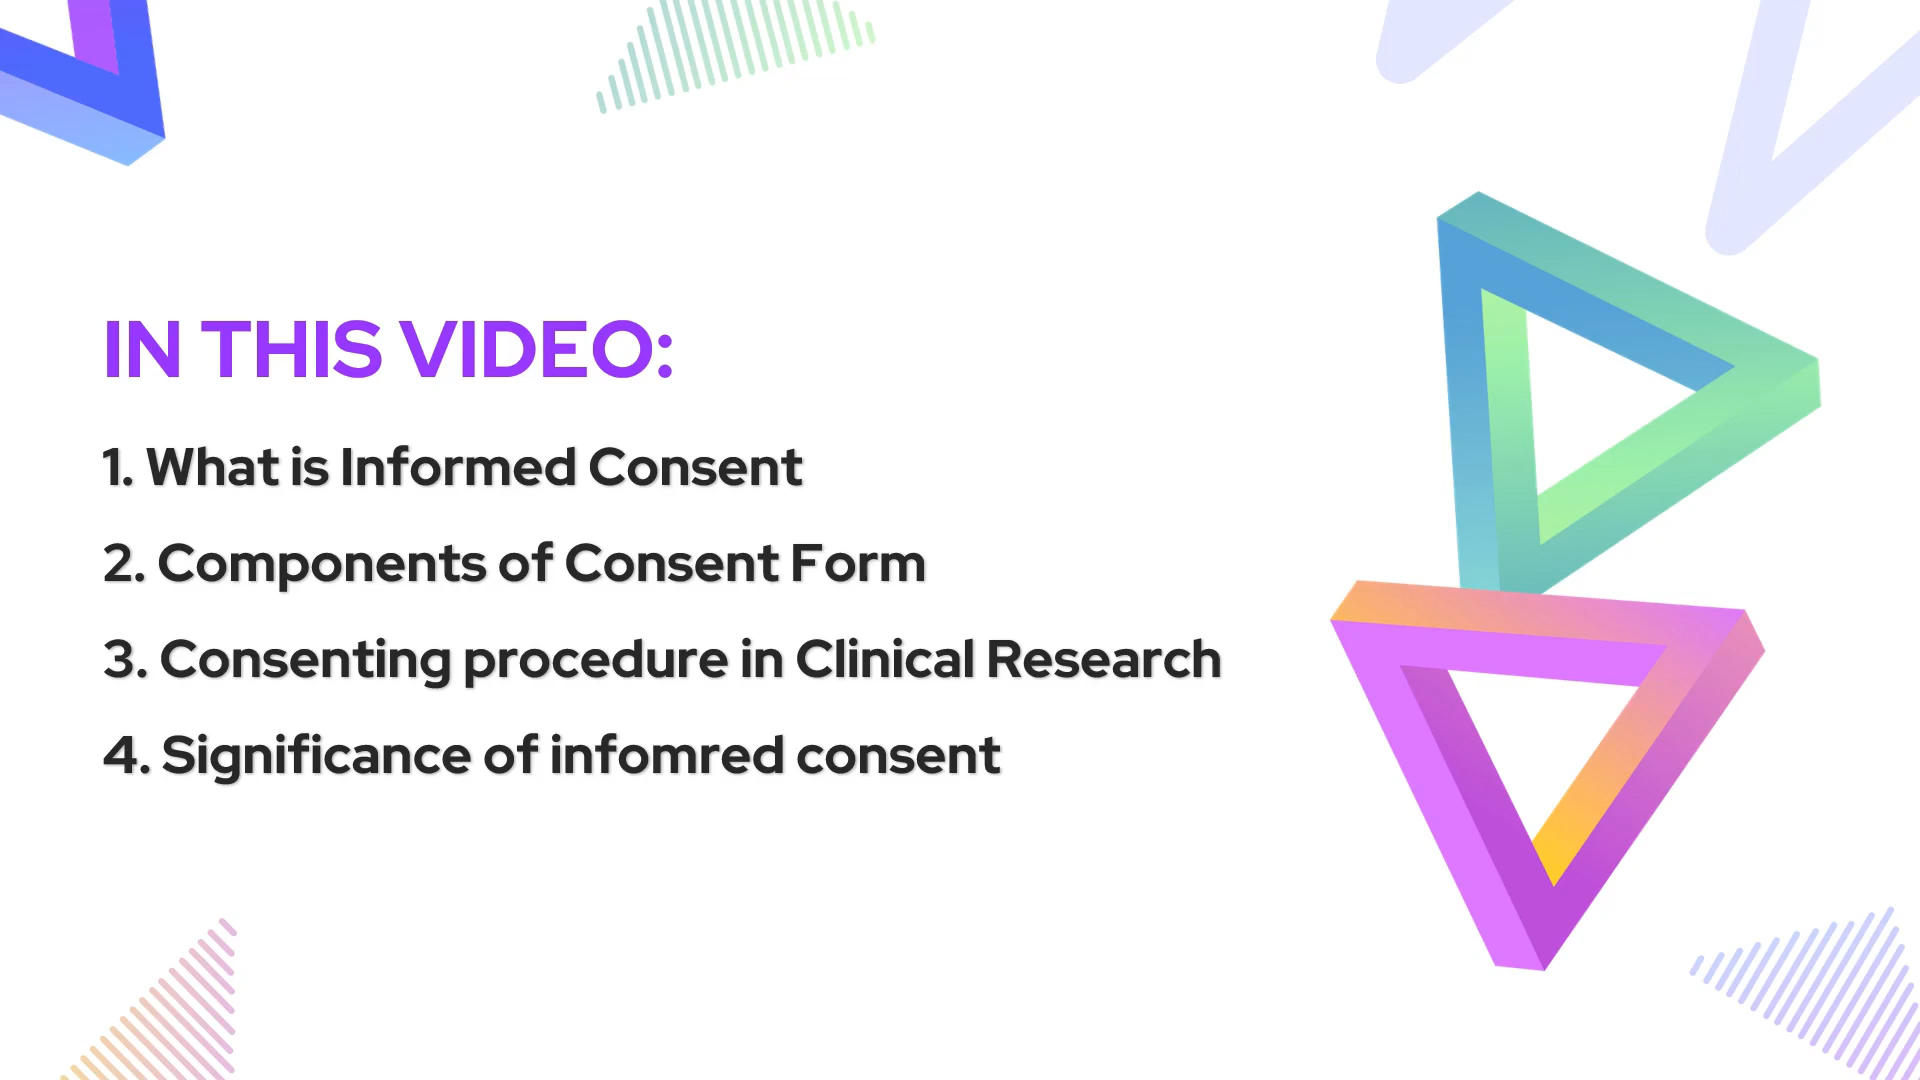 IN THIS VIDEO:
1. What is Informed Consent
2. Components of Consent Form
3. Consenting procedure in Clinical Research
4. Significance of infomred consent